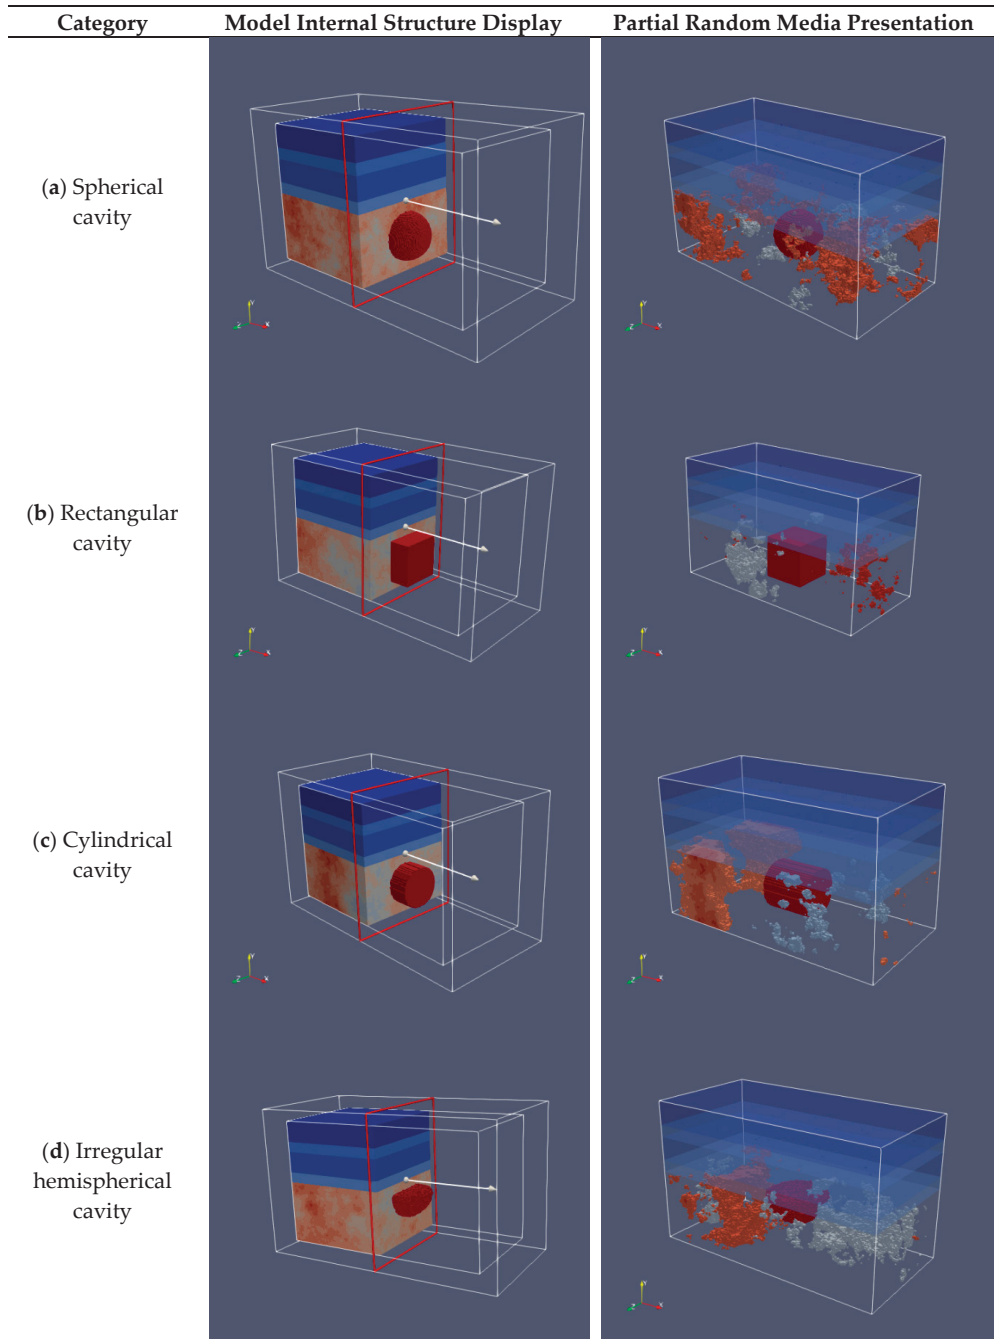 Category Model Internal Structure Display Partial Random Media Presentation
(a) Spherical
cavity
Y
Z X
Y
Z X
(b) Rectangular
cavity
Y
Z X
Y
Z X
(c) Cylindrical
cavity
Y
Z X
Y
Z X
(d) Irregular
hemispherical
cavity
Y
Z X
Y
Z X